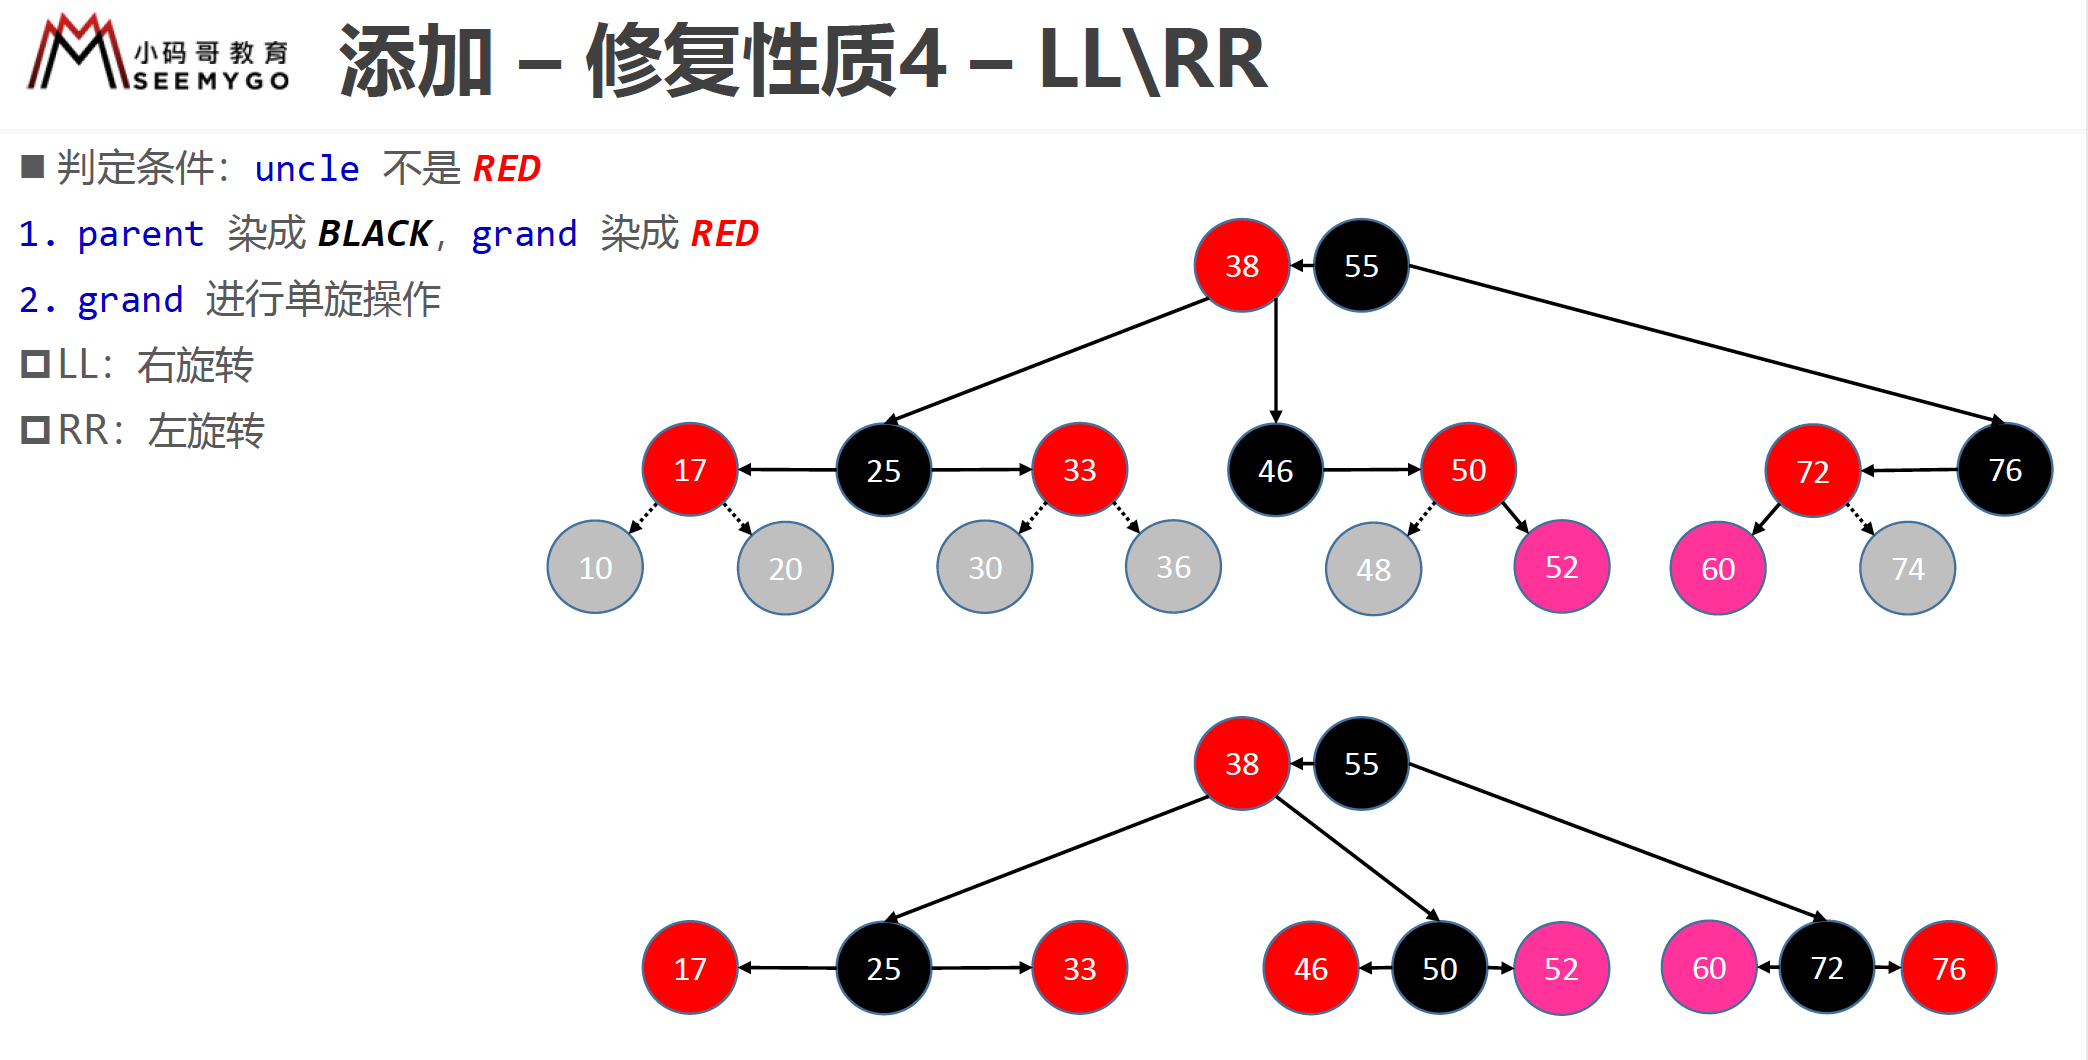 小码哥教育
SEEMYGO
添加 – 修复性质4 – LL\RR
判定条件：uncle 不是 RED
1. parent 染成 BLACK，grand 染成 RED
2. grand 进行单旋操作
LL：右旋转
RR：左旋转
38 55
17 25 33 46 50 72 76
10 20 30 36 48 52 60 74
38 55
17 25 33 46 50 52 60 72 76